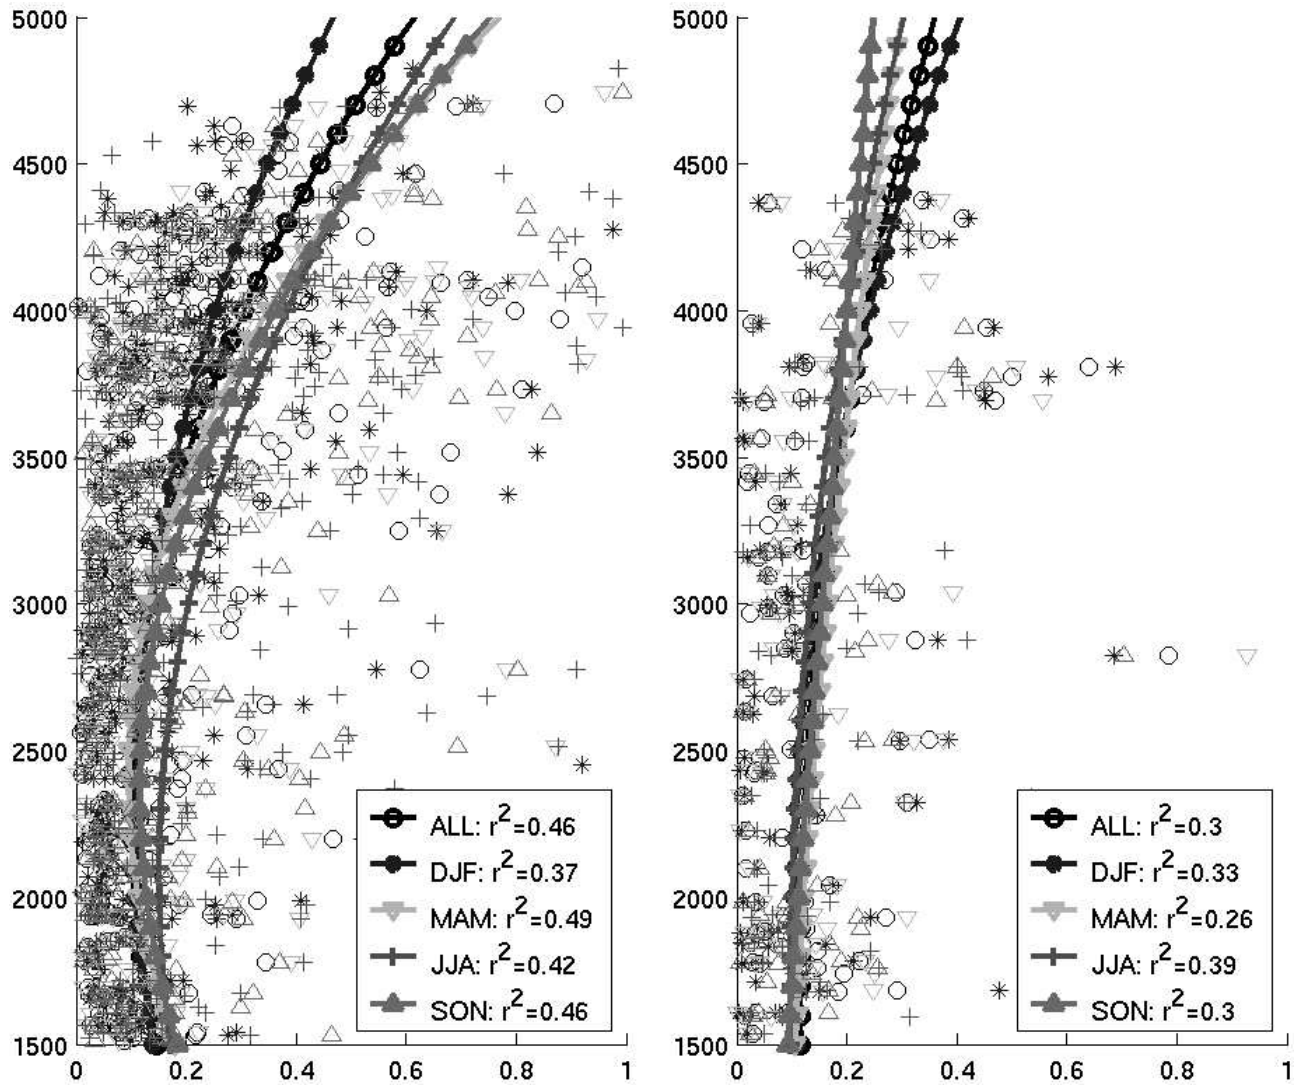 5000
4500
4000
3500
3000
2500
2000
1500
0
0.2
0.4
0.6
0.8
1
ALL: r²=0.46
DJF: r²=0.37
MAM: r²=0.49
JJA: r²=0.42
SON: r²=0.46
5000
4500
4000
3500
3000
2500
2000
1500
0
0.2
0.4
0.6
0.8
1
ALL: r²=0.3
DJF: r²=0.33
MAM: r²=0.26
JJA: r²=0.39
SON: r²=0.3